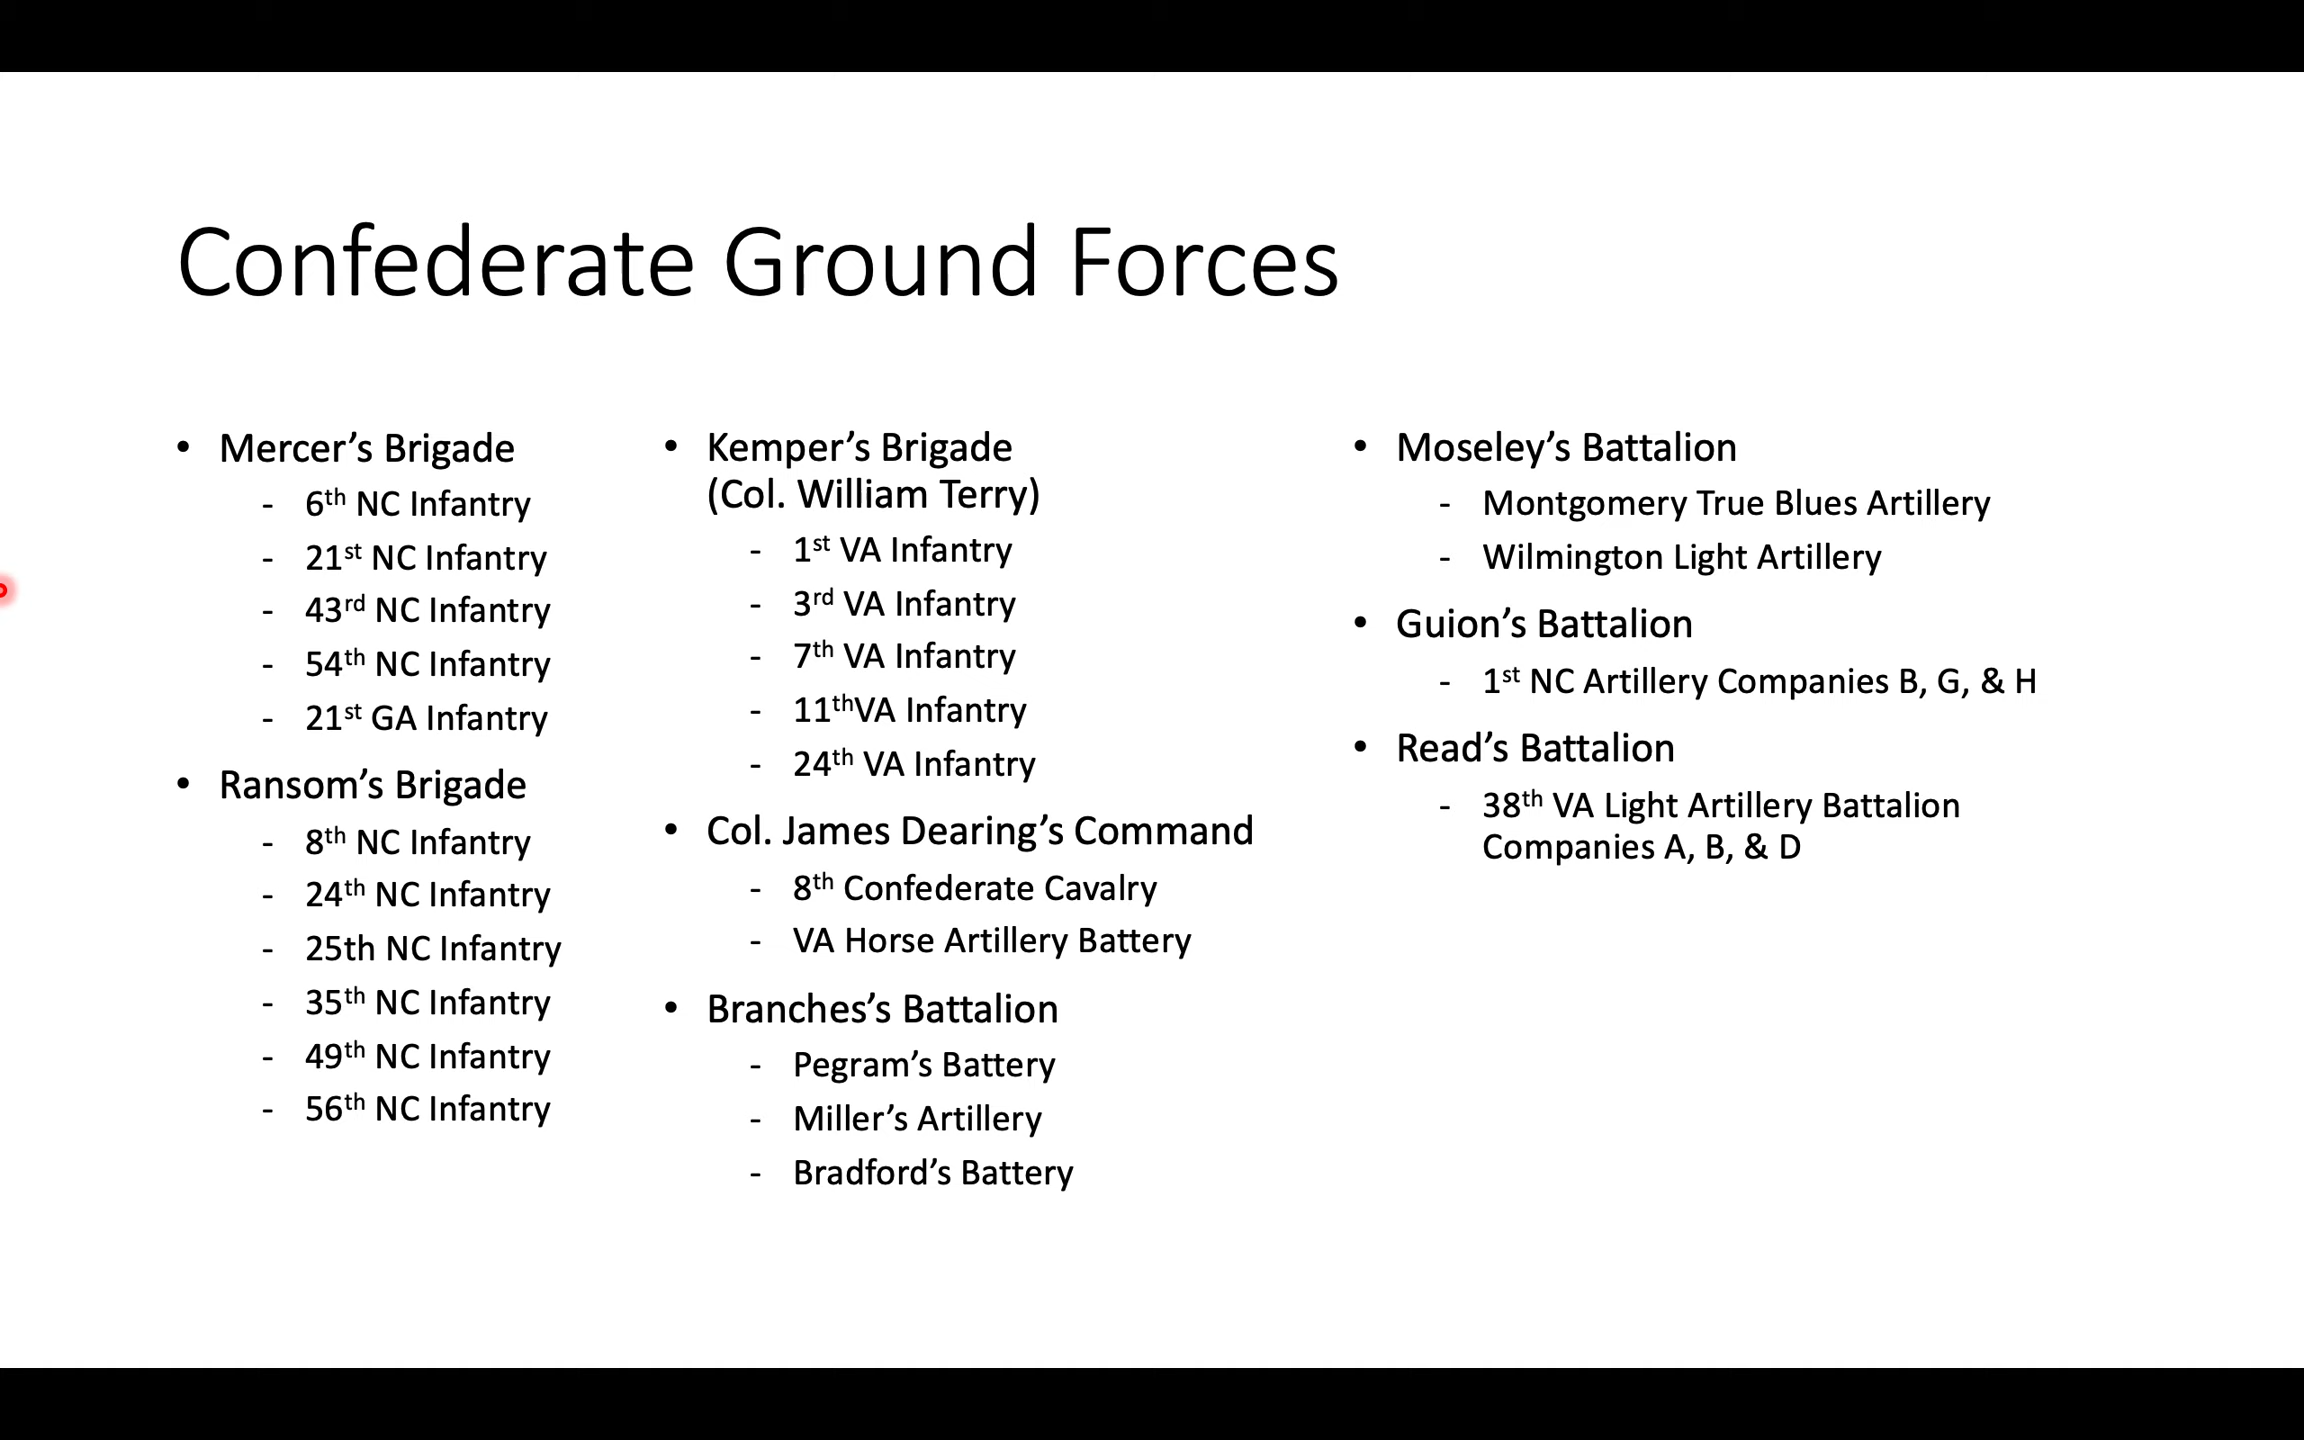 Confederate Ground Forces
• Mercer’s Brigade
- 6th NC Infantry
- 21st NC Infantry
- 43rd NC Infantry
- 54th NC Infantry
- 21st GA Infantry
• Ransom’s Brigade
- 8th NC Infantry
- 24th NC Infantry
- 25th NC Infantry
- 35th NC Infantry
- 49th NC Infantry
- 56th NC Infantry
• Kemper’s Brigade
(Col. William Terry)
- 1st VA Infantry
- 3rd VA Infantry
- 7th VA Infantry
- 11thVA Infantry
- 24th VA Infantry
• Col. James Dearing’s Command
- 8th Confederate Cavalry
- VA Horse Artillery Battery
• Branches’s Battalion
- Pegram’s Battery
- Miller’s Artillery
- Bradford’s Battery
• Moseley’s Battalion
- Montgomery True Blues Artillery
- Wilmington Light Artillery
• Guion’s Battalion
- 1st NC Artillery Companies B, G, & H
• Read’s Battalion
- 38th VA Light Artillery Battalion
Companies A, B, & D